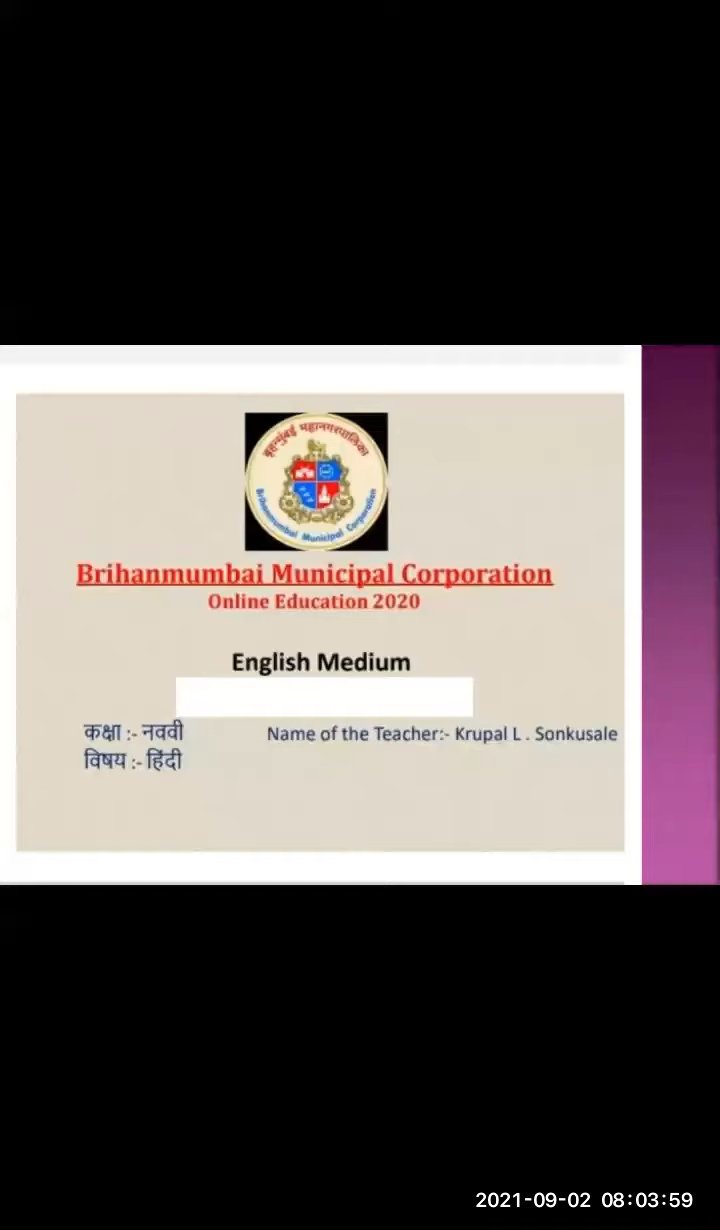 बृहन्मुंबई महानगरपालिका
Brihanmumbai Municipal Corporation
Brihanmumbai Municipal Corporation
Online Education 2020
English Medium
कक्षा :- नववी
Name of the Teacher:- Krupal L . Sonkusale
विषय :- हिंदी
2021-09-02 08:03:59